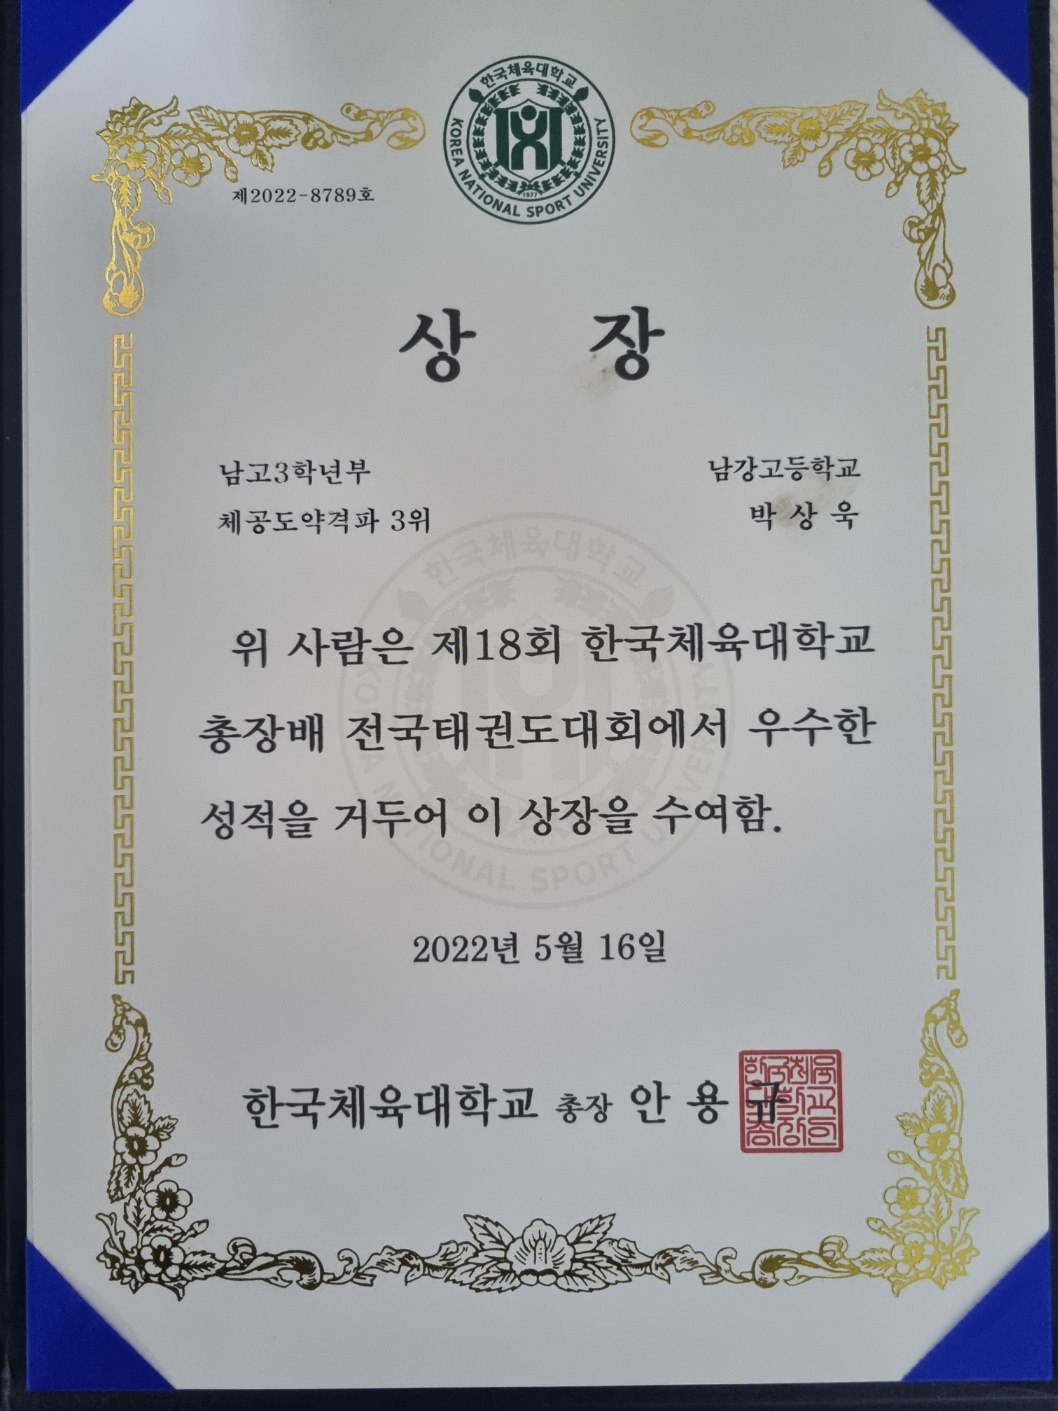 한국체육대학교
KOREA NATIONAL SPORT UNIVERSITY
1977
제2022-8789호
상 장
남고3학년부 남강고등학교
체공도약격파 3위 박 상 욱
위 사람은 제18회 한국체육대학교
총장배 전국태권도대회에서 우수한
성적을 거두어 이 상장을 수여함.
2022년 5월 16일
한국체육대학교 총장 안 용 규